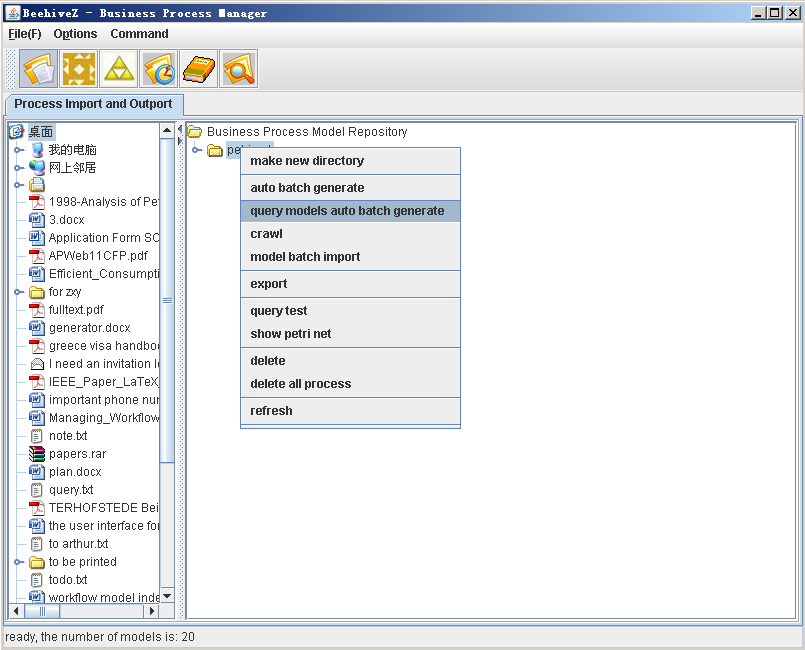 BeehiveZ - Business Process Manager
File(F) Options Command
Process Import and Outport
桌面
我的电脑
网上邻居
1998-Analysis of Pet
3.docx
Application Form SC
APWeb11CFP.pdf
Efficient_Consumpti
for zxy
fulltext.pdf
generator.docx
greece visa handbo
I need an invitation l
IEEE_Paper_LaTeX
important phone nur
Managing_Workflow
note.txt
papers.rar
plan.docx
query.txt
TERHOFSTEDE Bei
the user interface for
to arthur.txt
to be printed
todo.txt
workflow model inde
Business Process Model Repository
make new directory
auto batch generate
query models auto batch generate
crawl
model batch import
export
query test
show petri net
delete
delete all process
refresh
ready, the number of models is: 20